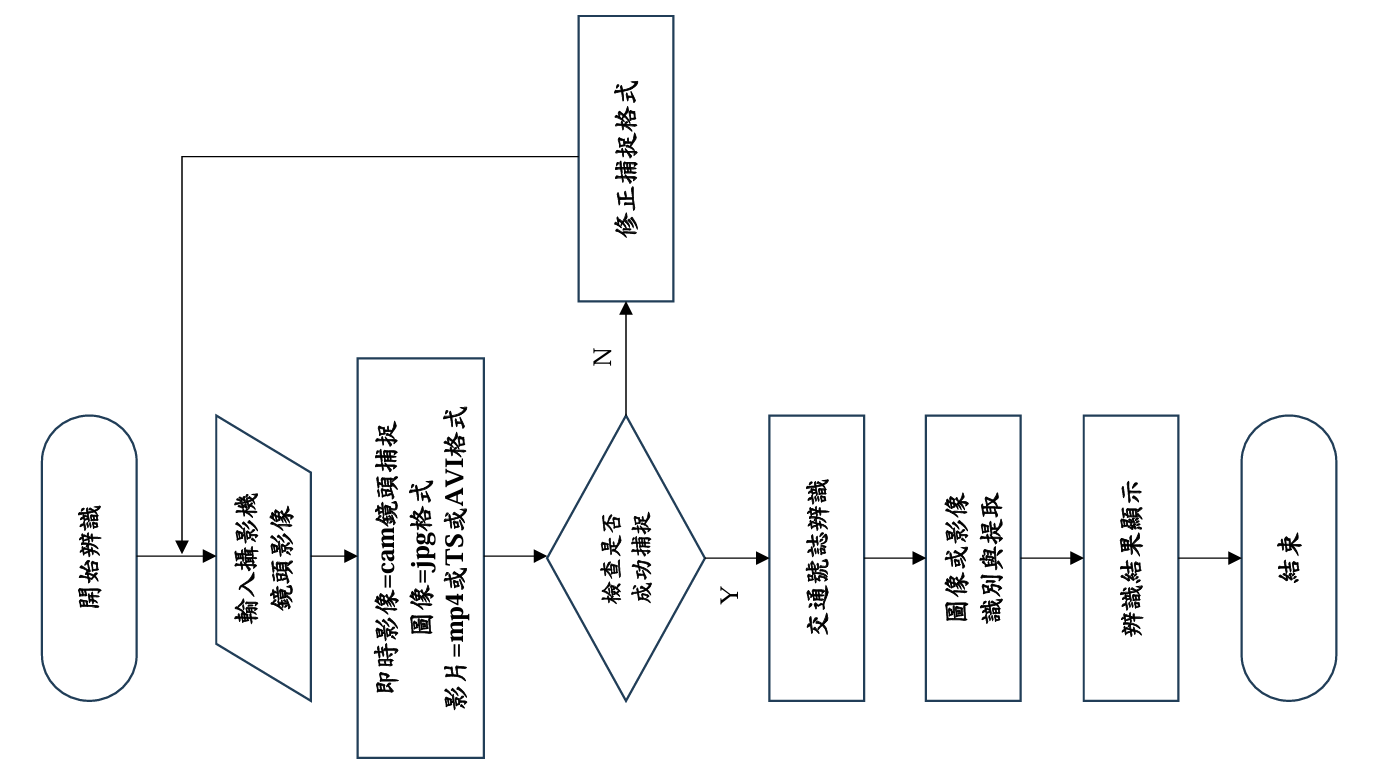 開始辨識
輸入攝影機
鏡頭影像
即時影像=cam鏡頭捕捉
圖像=jpg格式
影片=mp4或TS或AVI格式
檢查是否
成功捕捉
N
修正捕捉格式
Y
交通號誌辨識
圖像或影像
識別與提取
辨識結果顯示
結束